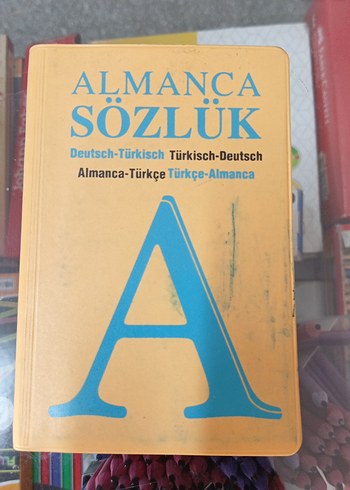 ALMANCA
SÖZLÜK
Deutsch-Türkisch Türkisch-Deutsch
Almanca-Türkçe Türkçe-Almanca
A